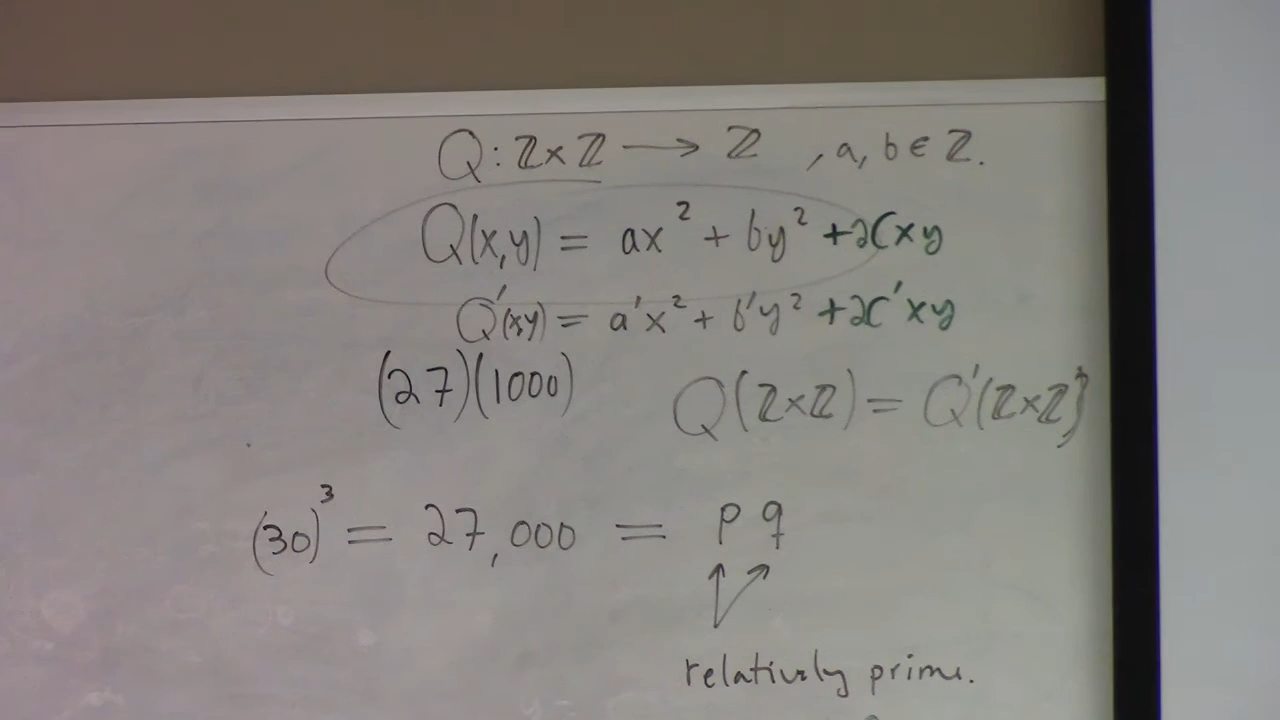 Q : ℤ×ℤ → ℤ , a, b ∈ ℤ.
Q(x,y) = ax² + by² + 2cxy
Q'(x,y) = a'x² + b'y² + 2c'xy
(27)(1000) Q(ℤ×ℤ) = Q'(ℤ×ℤ)
(30)³ = 27,000 = p q
relatively prime.